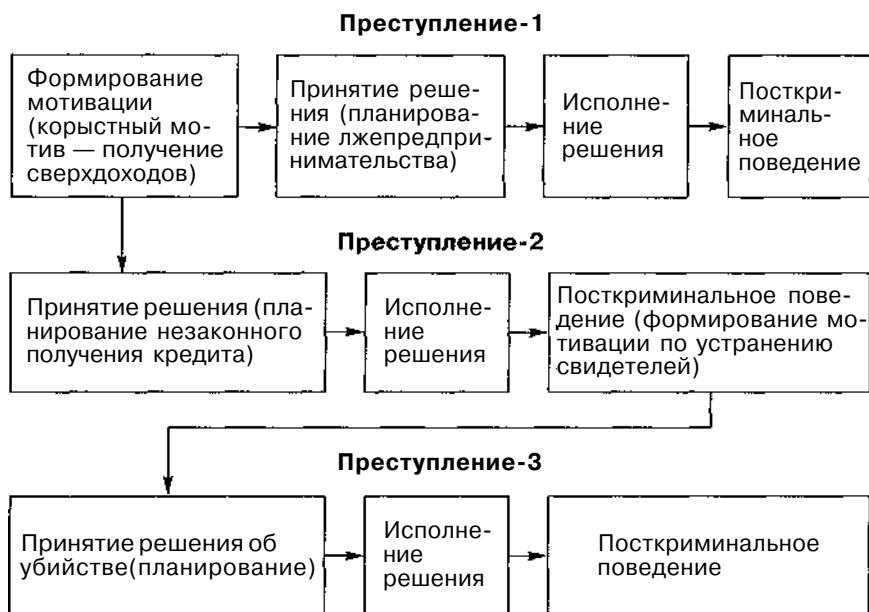 Преступление-1
Формирование
мотивации
(корыстный мо-
тив — получение
сверхдоходов)
Принятие реше-
ния (планирова-
ние лжепредпри-
нимательства)
Исполне-
ние
решения
Посткри-
миналь-
ное
поведение
Преступление-2
Принятие решения (пла-
нирование незаконного
получения кредита)
Исполне-
ние
решения
Посткриминальное пове-
дение (формирование мо-
тивации по устранению
свидетелей)
Преступление-3
Принятие решения об
убийстве(планирование)
Исполне-
ние
решения
Посткриминальное
поведение